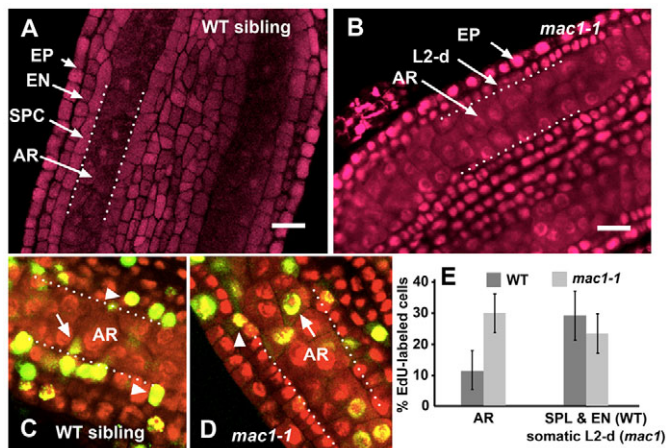 A
WT sibling
EP
EN
SPC
AR
B
mac1-1
EP
L2-d
AR
C
AR
WT sibling
D
AR
mac1-1
E
WT
mac1-1
% EdU-labeled cells
40
30
20
10
0
AR
SPL & EN (WT)
somatic L2-d (mac1)